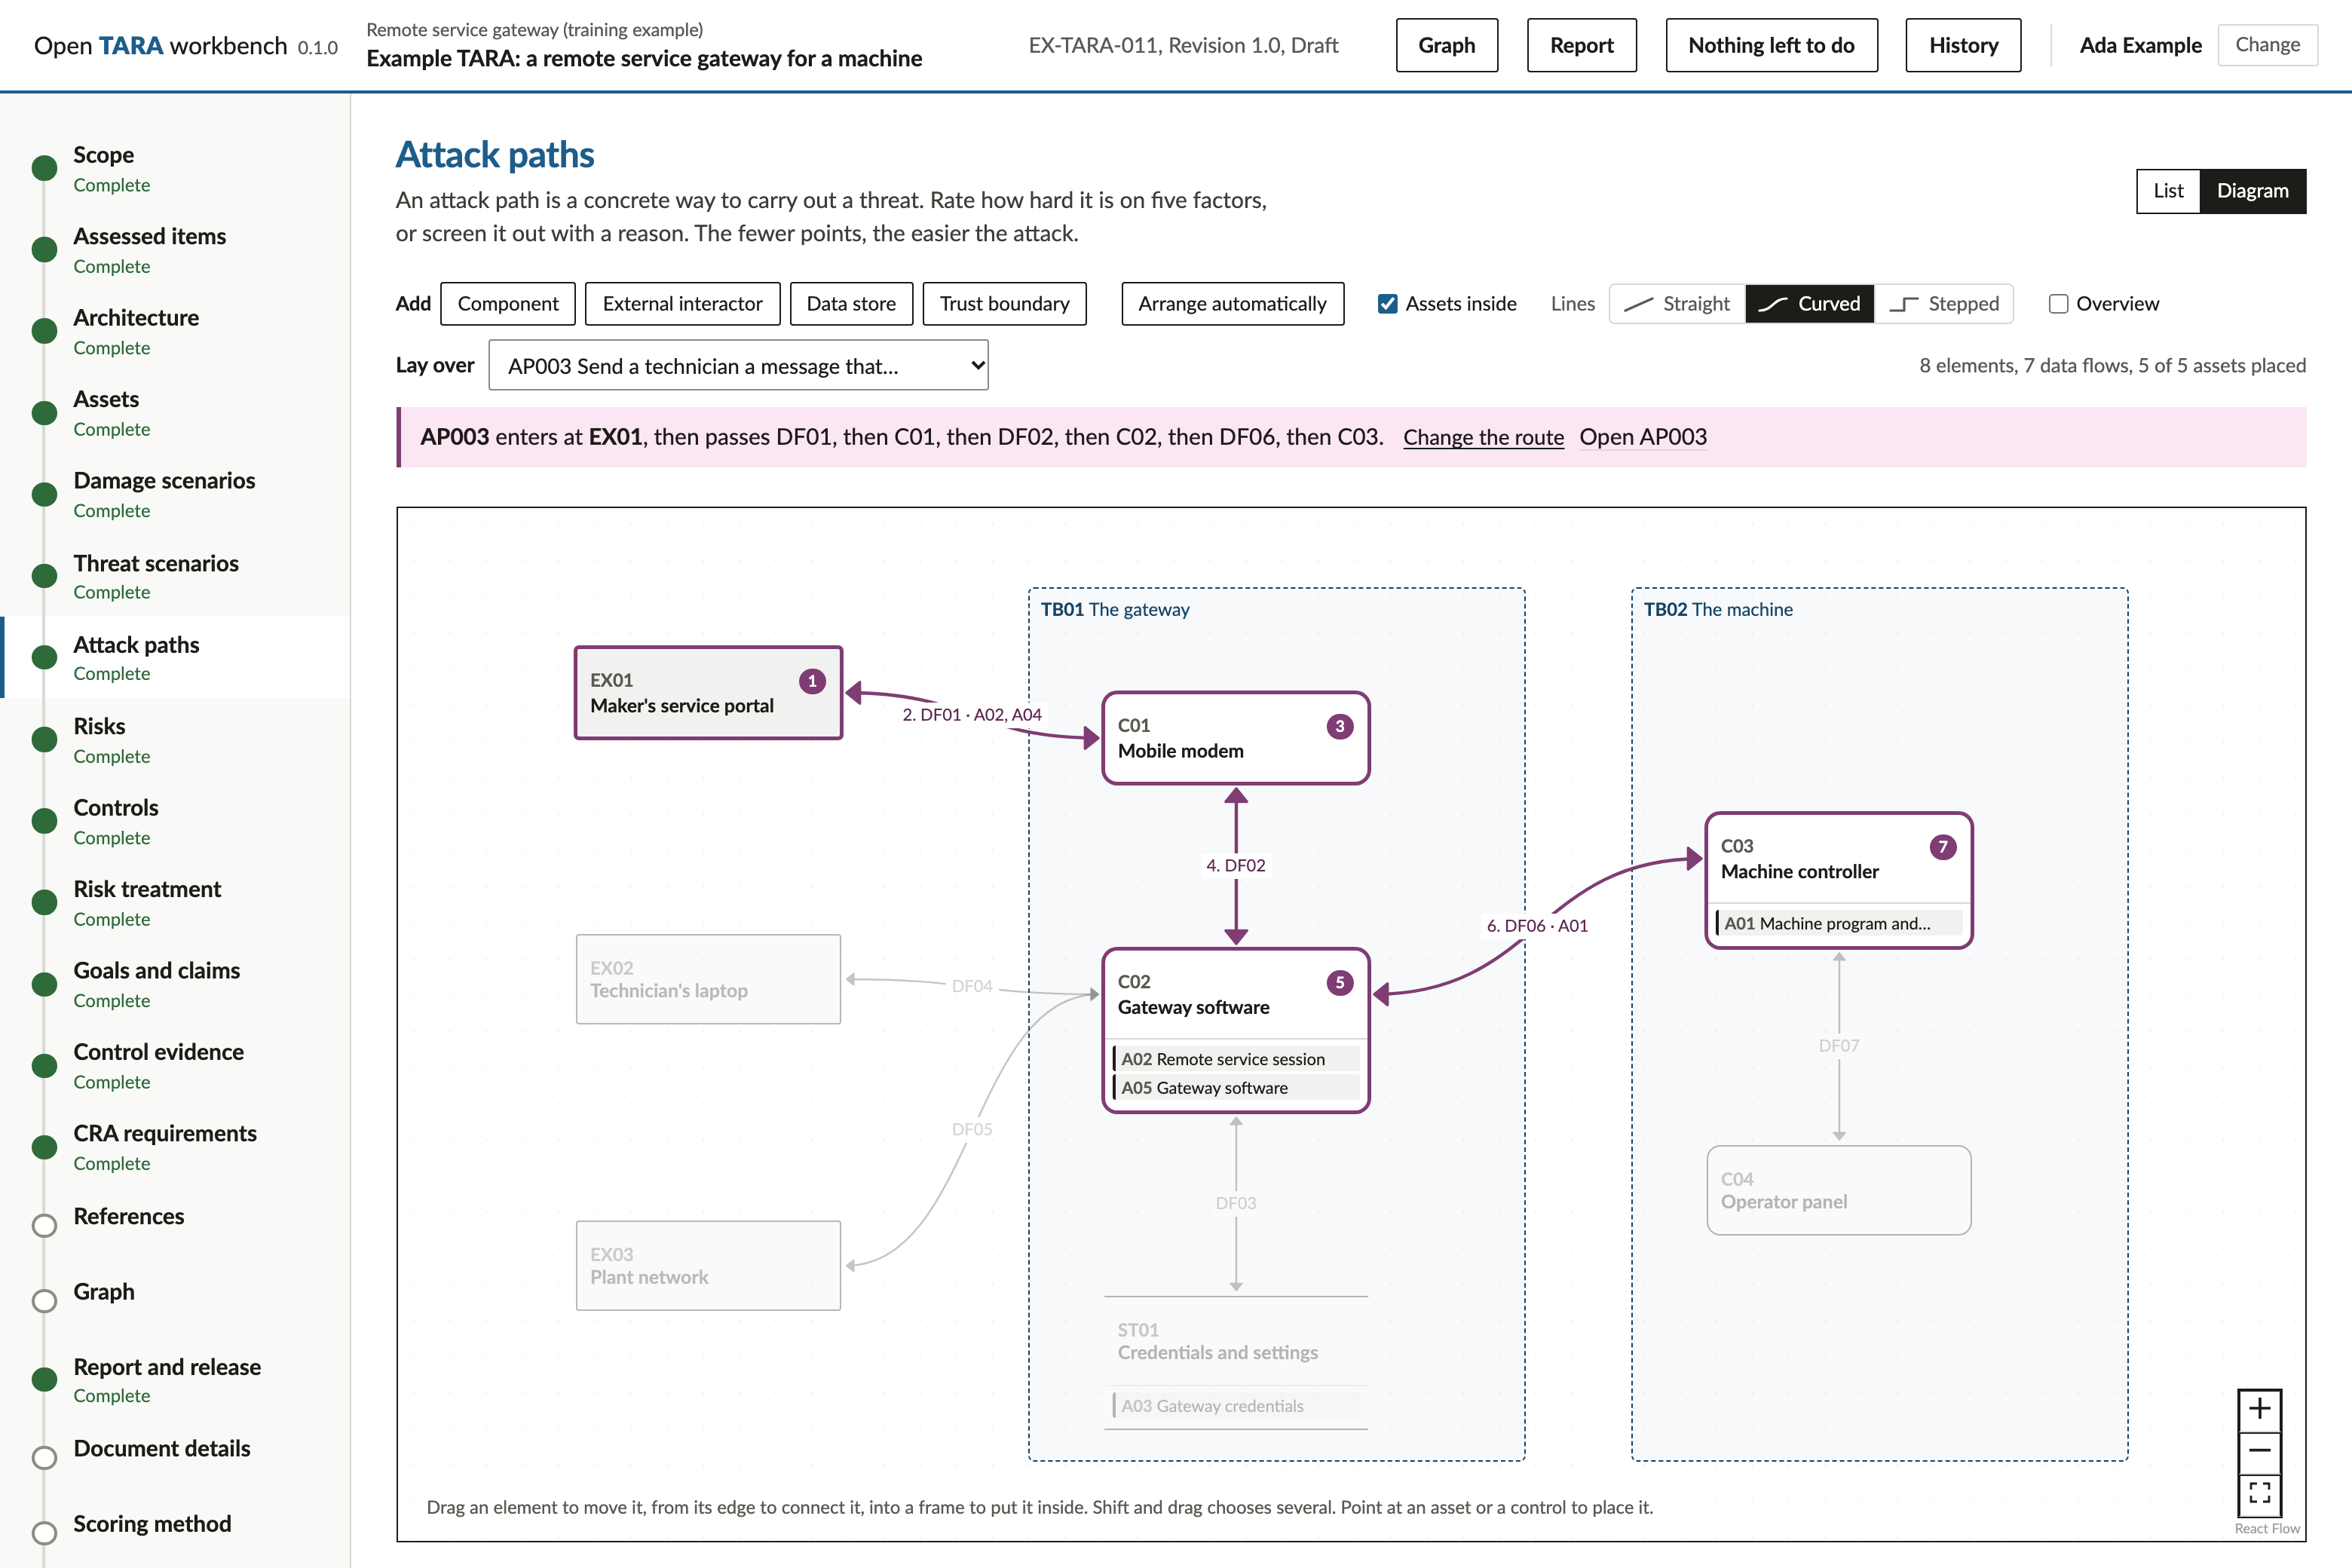 Open TARA workbench 0.1.0
Remote service gateway (training example)
Example TARA: a remote service gateway for a machine
EX-TARA-011, Revision 1.0, Draft
Graph
Report
Nothing left to do
History
Ada Example
Change
Scope
Complete
Assessed items
Complete
Architecture
Complete
Assets
Complete
Damage scenarios
Complete
Threat scenarios
Complete
Attack paths
Complete
Risks
Complete
Controls
Complete
Risk treatment
Complete
Goals and claims
Complete
Control evidence
Complete
CRA requirements
Complete
References
Graph
Report and release
Complete
Document details
Scoring method
Attack paths
An attack path is a concrete way to carry out a threat. Rate how hard it is on five factors,
or screen it out with a reason. The fewer points, the easier the attack.
List
Diagram
Add
Component
External interactor
Data store
Trust boundary
Arrange automatically
Assets inside
Lines
Straight
Curved
Stepped
Overview
Lay over
AP003 Send a technician a message that...
8 elements, 7 data flows, 5 of 5 assets placed
AP003 enters at EX01, then passes DF01, then C01, then DF02, then C02, then DF06, then C03. Change the route Open AP003
TB01 The gateway
TB02 The machine
EX01
Maker's service portal
1
2. DF01 · A02, A04
C01
Mobile modem
3
4. DF02
C03
Machine controller
7
A01 Machine program and...
6. DF06 · A01
EX02
Technician's laptop
DF04
C02
Gateway software
5
A02 Remote service session
A05 Gateway software
DF07
DF05
DF03
C04
Operator panel
EX03
Plant network
ST01
Credentials and settings
A03 Gateway credentials
Drag an element to move it, from its edge to connect it, into a frame to put it inside. Shift and drag chooses several. Point at an asset or a control to place it.
React Flow